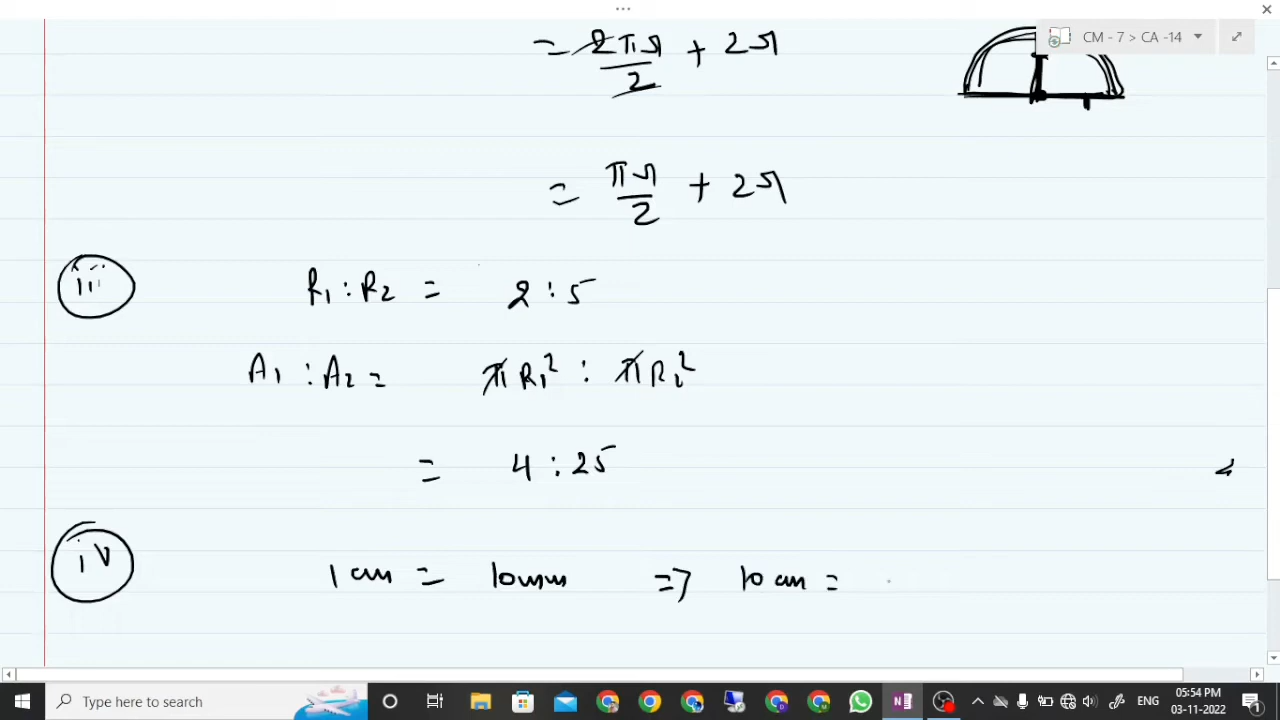 ...
= 2πr/2 + 2r
CM - 7 > CA -14
= πr/2 + 2r
iii
R₁ : R₂ = 2 : 5
A₁ : A₂ = πR₁² : πR₂²
= 4 : 25
iv
1 cm = 10mm => 10 cm =
Type here to search
ENG
05:54 PM
03-11-2022
1